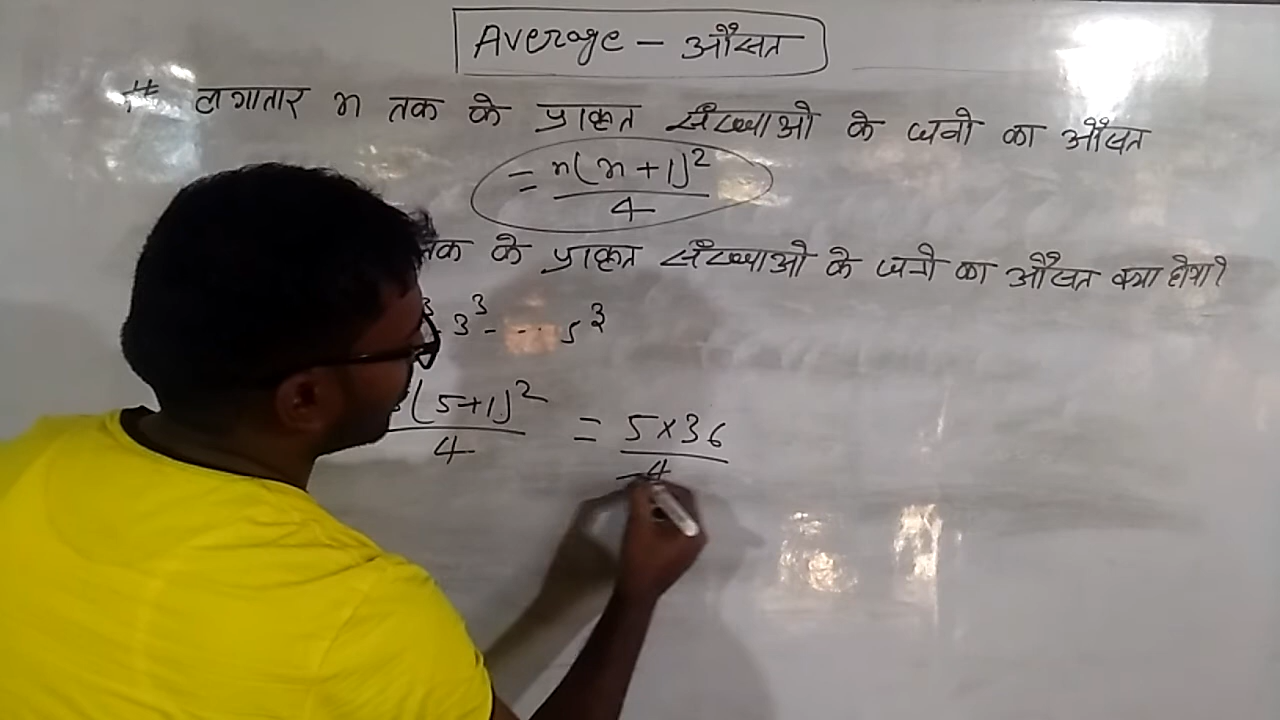 Average - औसत
# लगातार n तक के प्राकृत संख्याओ के घनो का औसत
= n(n+1)²/4
तक के प्राकृत संख्याओ के घनो का औसत क्या होगा?
3³ - ... 5³
(5+1)²/4 = 5×36/4